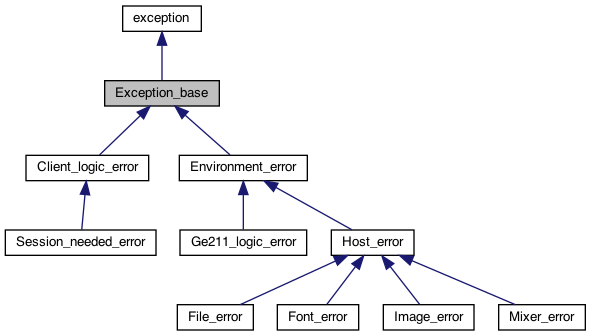 exception
Exception_base
Client_logic_error
Environment_error
Session_needed_error
Ge211_logic_error
Host_error
File_error
Font_error
Image_error
Mixer_error